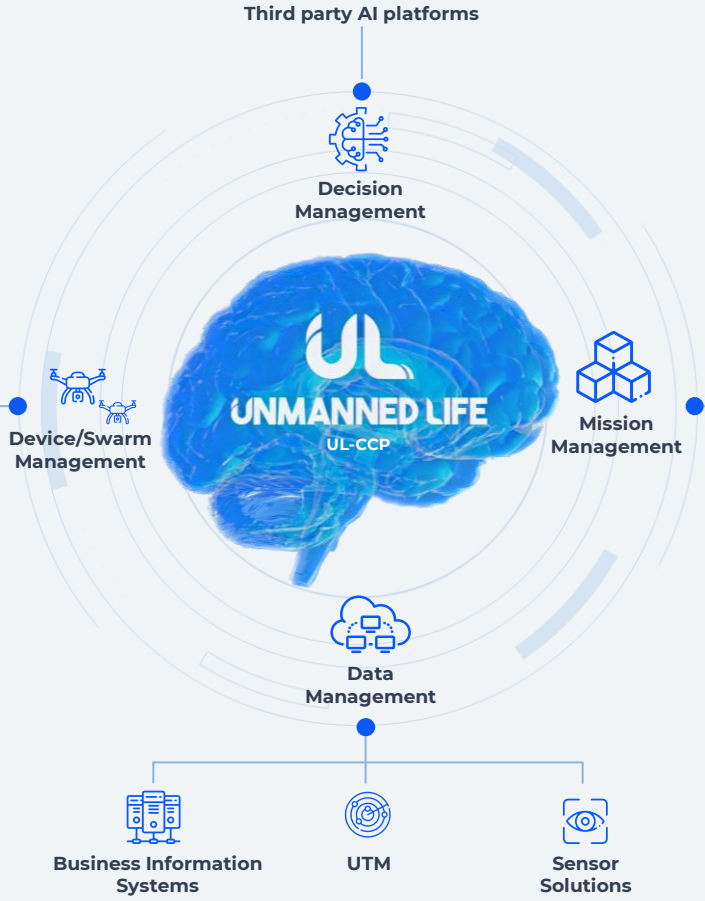 Third party AI platforms
Decision
Management
UL
UNMANNED LIFE
UL-CCP
Device/Swarm
Management
Mission
Management
Data
Management
Business Information
Systems
UTM
Sensor
Solutions